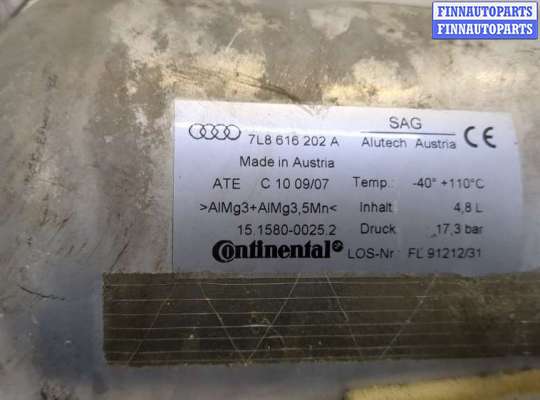 FINNAUTOPARTS
FINNAUTOPARTS
SAG
7L8 616 202 A Alutech Austria CE
Made in Austria
ATE C 10 09/07 Temp.: -40° +110°C
>AlMg3+AlMg3,5Mn< Inhalt 4,8 L
15.1580-0025.2 Druck 17,3 bar
Continental LOS-Nr FL 91212/31